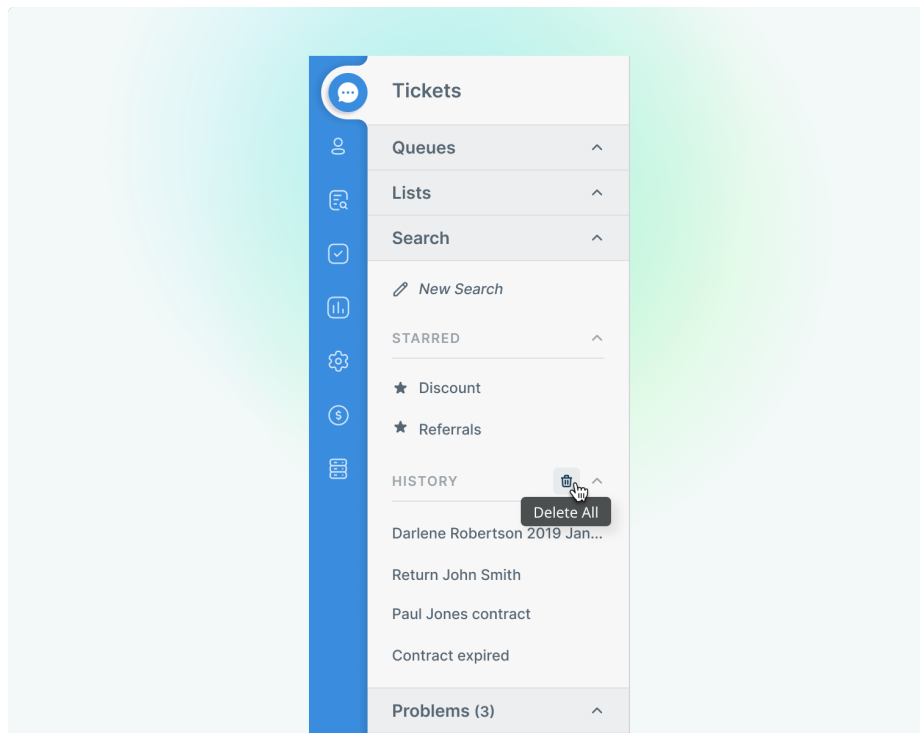 Tickets
Queues
Lists
Search
New Search
STARRED
Discount
Referrals
HISTORY
Delete All
Darlene Robertson 2019 Jan...
Return John Smith
Paul Jones contract
Contract expired
Problems (3)